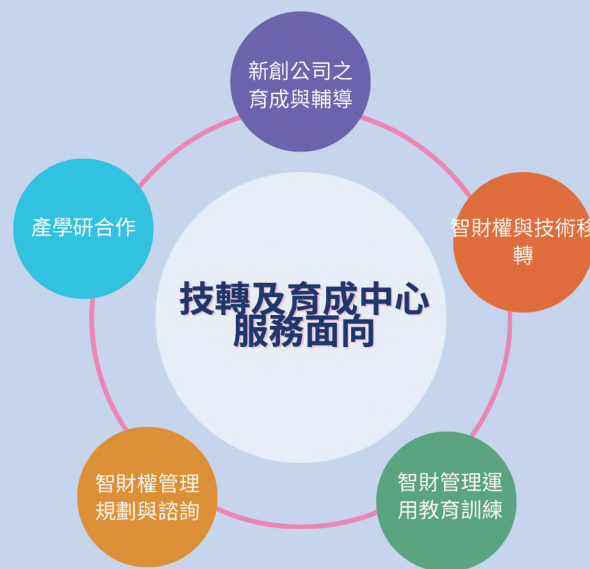 新創公司之
育成與輔導
產學研合作
智財權與技術移
轉
技轉及育成中心
服務面向
智財權管理
規劃與諮詢
智財管理運
用教育訓練